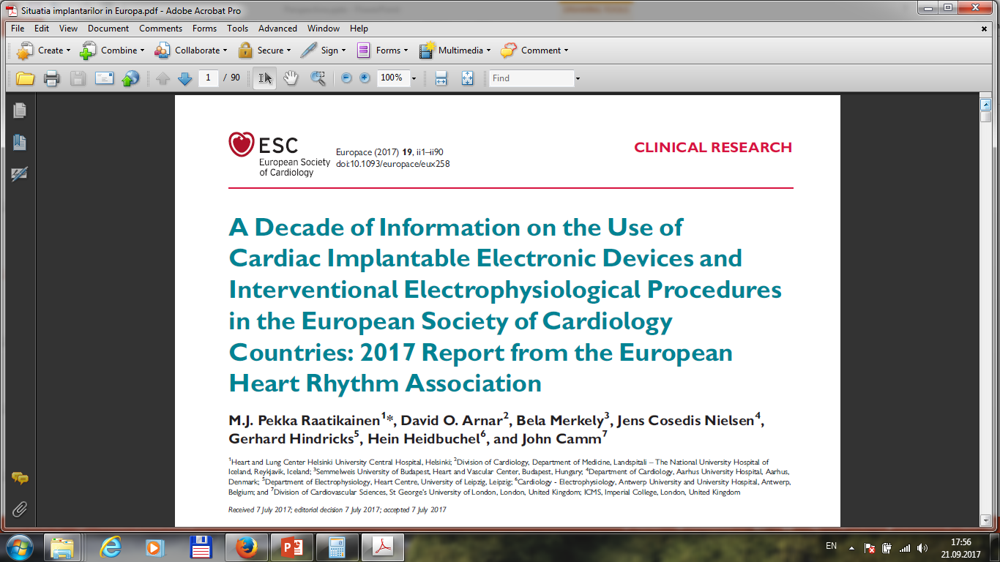 Situatia implantarilor in Europa.pdf - Adobe Acrobat Pro
File Edit View Document Comments Forms Tools Advanced Window Help
Create Combine Collaborate Secure Sign Forms Multimedia Comment
1 / 90 100% Find
ESC
European Society
of Cardiology
Europace (2017) 19, ii1–ii90
doi:10.1093/europace/eux258
CLINICAL RESEARCH
A Decade of Information on the Use of
Cardiac Implantable Electronic Devices and
Interventional Electrophysiological Procedures
in the European Society of Cardiology
Countries: 2017 Report from the European
Heart Rhythm Association
M.J. Pekka Raatikainen1*, David O. Arnar2, Bela Merkely3, Jens Cosedis Nielsen4,
Gerhard Hindricks5, Hein Heidbuchel6, and John Camm7
1Heart and Lung Center Helsinki University Central Hospital, Helsinki; 2Division of Cardiology, Department of Medicine, Landspitali – The National University Hospital of
Iceland, Reykjavik, Iceland; 3Semmelweis University of Budapest, Heart and Vascular Center, Budapest, Hungary; 4Department of Cardiology, Aarhus University Hospital, Aarhus,
Denmark; 5Department of Electrophysiology, Heart Centre, University of Leipzig, Leipzig; 6Cardiology - Electrophysiology, Antwerp University and University Hospital, Antwerp,
Belgium; and 7Division of Cardiovascular Sciences, St George's University of London, London, United Kingdom; ICMS, Imperial College, London, United Kingdom
Received 7 July 2017; editorial decision 7 July 2017; accepted 7 July 2017
EN
17:56
21.09.2017